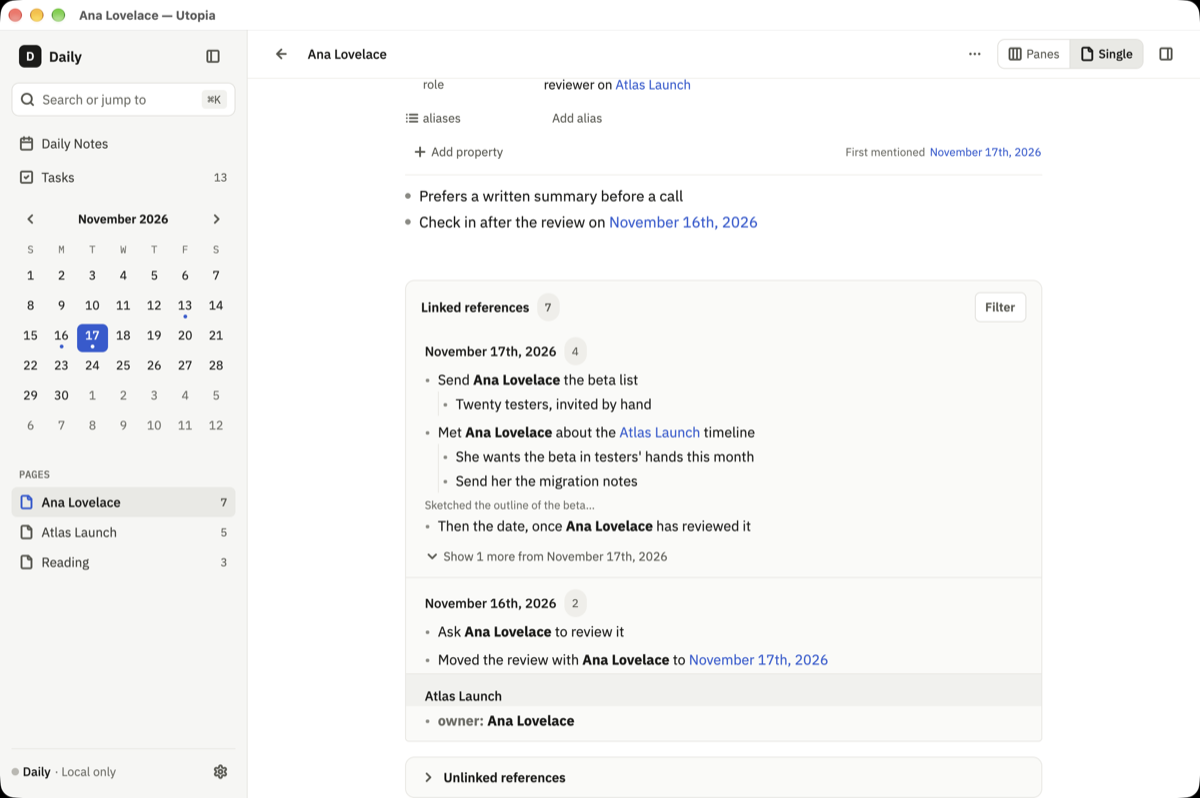 Ana Lovelace — Utopia
D Daily
Search or jump to ⌘K
Daily Notes
Tasks 13
November 2026
S M T W T F S
1 2 3 4 5 6 7
8 9 10 11 12 13 14
15 16 17 18 19 20 21
22 23 24 25 26 27 28
29 30 1 2 3 4 5
6 7 8 9 10 11 12
PAGES
Ana Lovelace 7
Atlas Launch 5
Reading 3
Daily · Local only
Ana Lovelace
Panes Single
role reviewer on Atlas Launch
aliases Add alias
Add property First mentioned November 17th, 2026
Prefers a written summary before a call
Check in after the review on November 16th, 2026
Linked references 7 Filter
November 17th, 2026 4
Send Ana Lovelace the beta list
Twenty testers, invited by hand
Met Ana Lovelace about the Atlas Launch timeline
She wants the beta in testers' hands this month
Send her the migration notes
Sketched the outline of the beta...
Then the date, once Ana Lovelace has reviewed it
Show 1 more from November 17th, 2026
November 16th, 2026 2
Ask Ana Lovelace to review it
Moved the review with Ana Lovelace to November 17th, 2026
Atlas Launch
owner: Ana Lovelace
Unlinked references